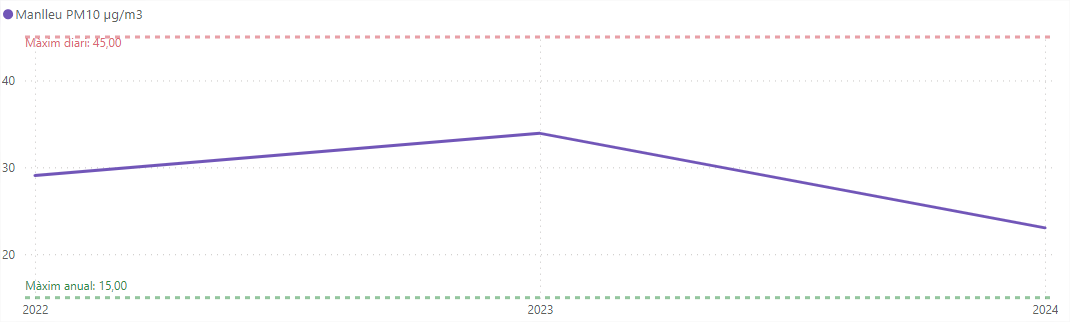 Manlleu PM10 µg/m3
Màxim diari: 45,00
40
30
20
Màxim anual: 15,00
2022 2023 2024